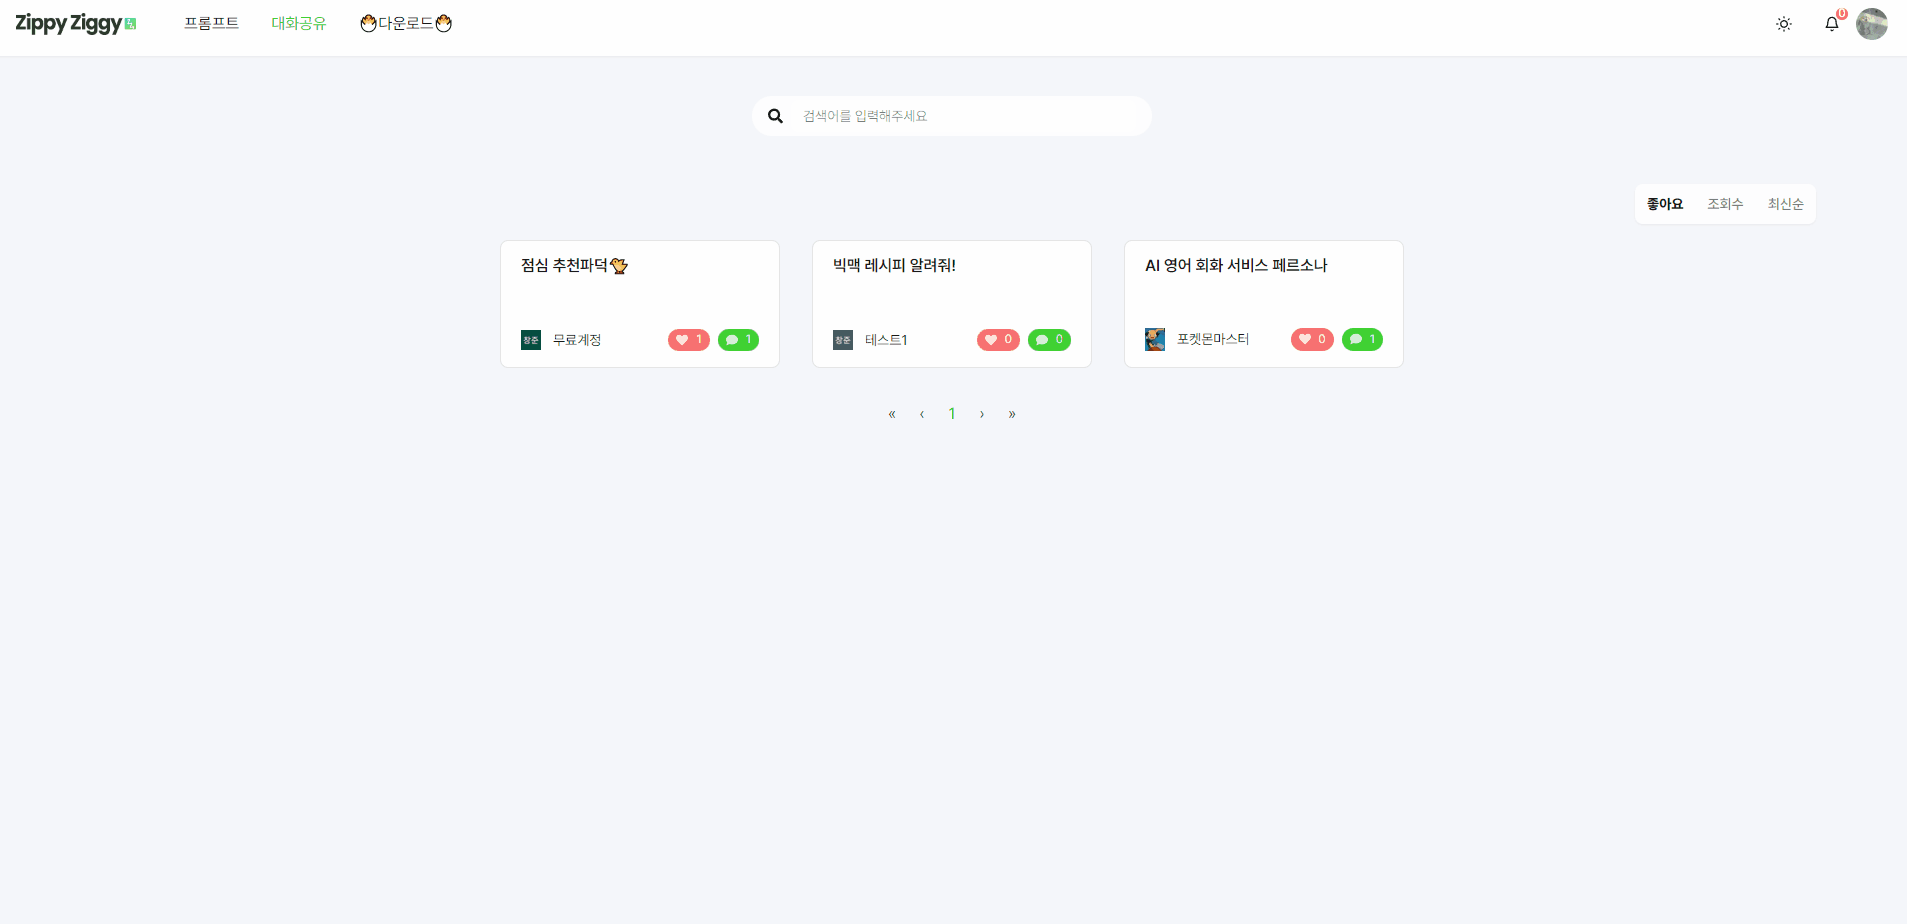 Zippy Ziggy 프롬프트 대화공유 🐣다운로드🐣 0
검색어를 입력해주세요
좋아요 조회수 최신순
점심 추천파덕🐤
창준 무료계정 1 1
빅맥 레시피 알려줘!
창준 테스트1 0 0
AI 영어 회화 서비스 페르소나
포켓몬마스터 0 1
« ‹ 1 › »